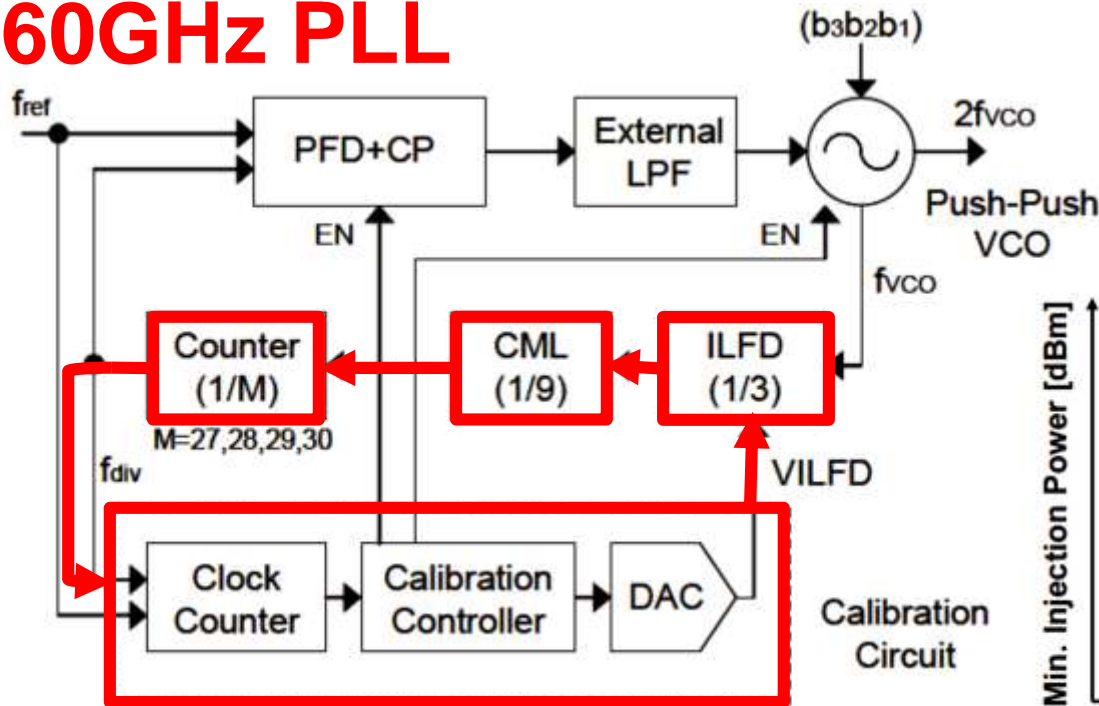 60GHz PLL
(b3b2b1)
fref
PFD+CP
External
LPF
2fVCO
Push-Push
VCO
EN
EN
fVCO
Counter
(1/M)
CML
(1/9)
ILFD
(1/3)
M=27,28,29,30
fdiv
VILFD
Clock
Counter
Calibration
Controller
DAC
Calibration
Circuit
Min. Injection Power [dBm]